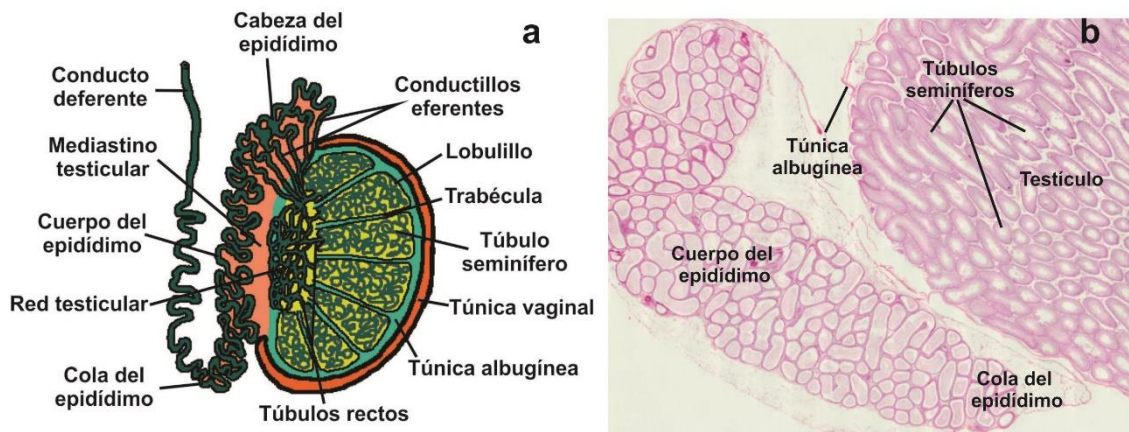 a
Cabeza del
epidídimo
Conducto
deferente
Conductillos
eferentes
Mediastino
testicular
Lobulillo
Trabécula
Cuerpo del
epidídimo
Túbulo
seminífero
Red testicular
Túnica vaginal
Cola del
epidídimo
Túnica albugínea
Túbulos rectos
b
Túbulos
seminíferos
Túnica
albugínea
Testículo
Cuerpo del
epidídimo
Cola del
epidídimo